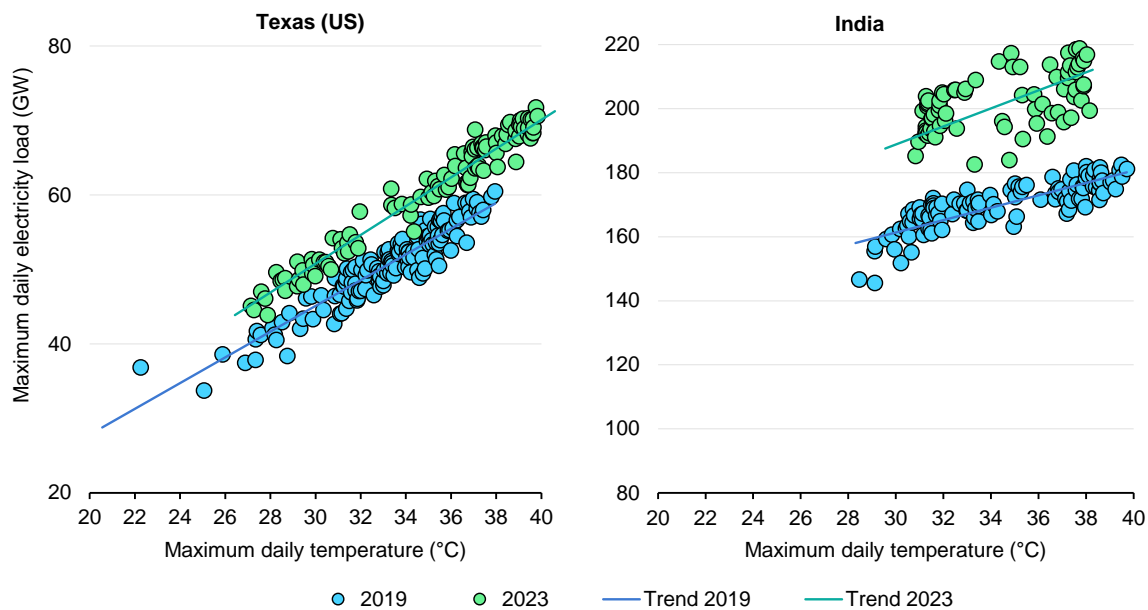 Texas (US)
Maximum daily electricity load (GW)
80
60
40
20
20 22 24 26 28 30 32 34 36 38 40
Maximum daily temperature (°C)
India
220
200
180
160
140
120
100
80
20 22 24 26 28 30 32 34 36 38 40
Maximum daily temperature (°C)
2019 2023 Trend 2019 Trend 2023